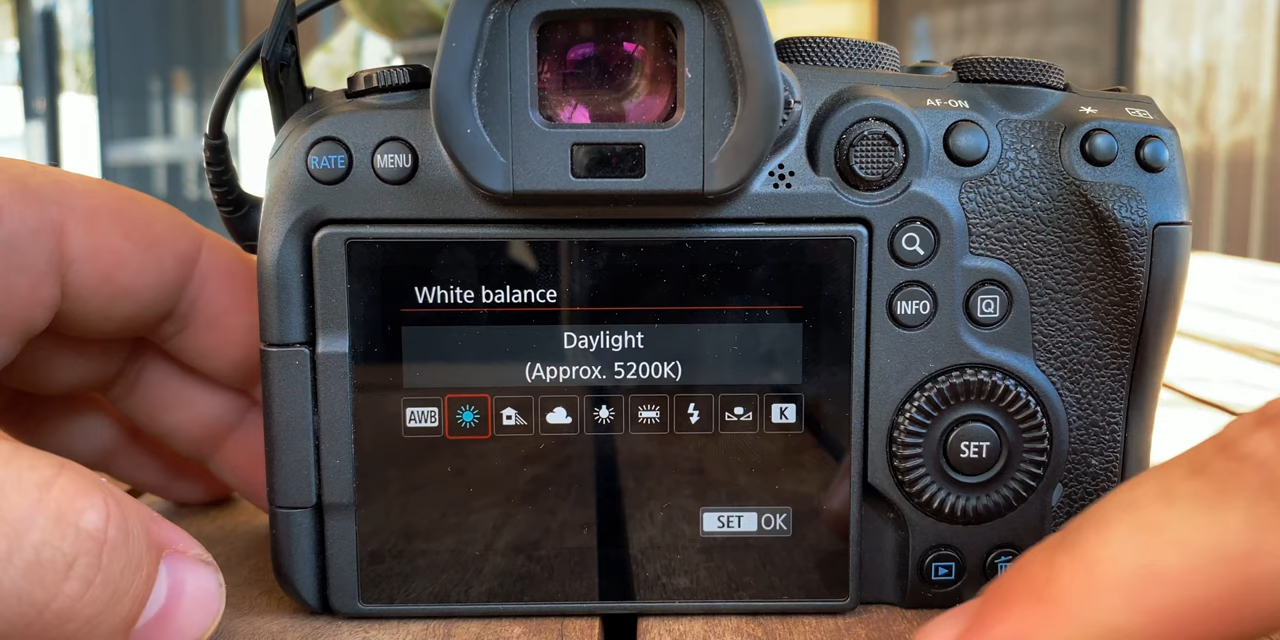 AF-ON
RATE
MENU
INFO
Q
White balance
Daylight
(Approx. 5200K)
AWB
K
SET
SET OK